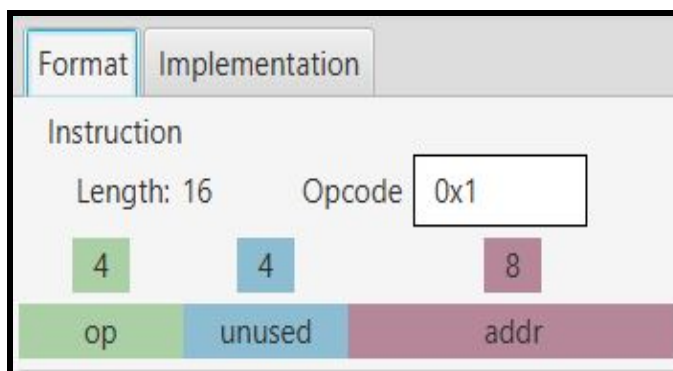 Format Implementation
Instruction
Length: 16 Opcode 0x1
4 4 8
op unused addr